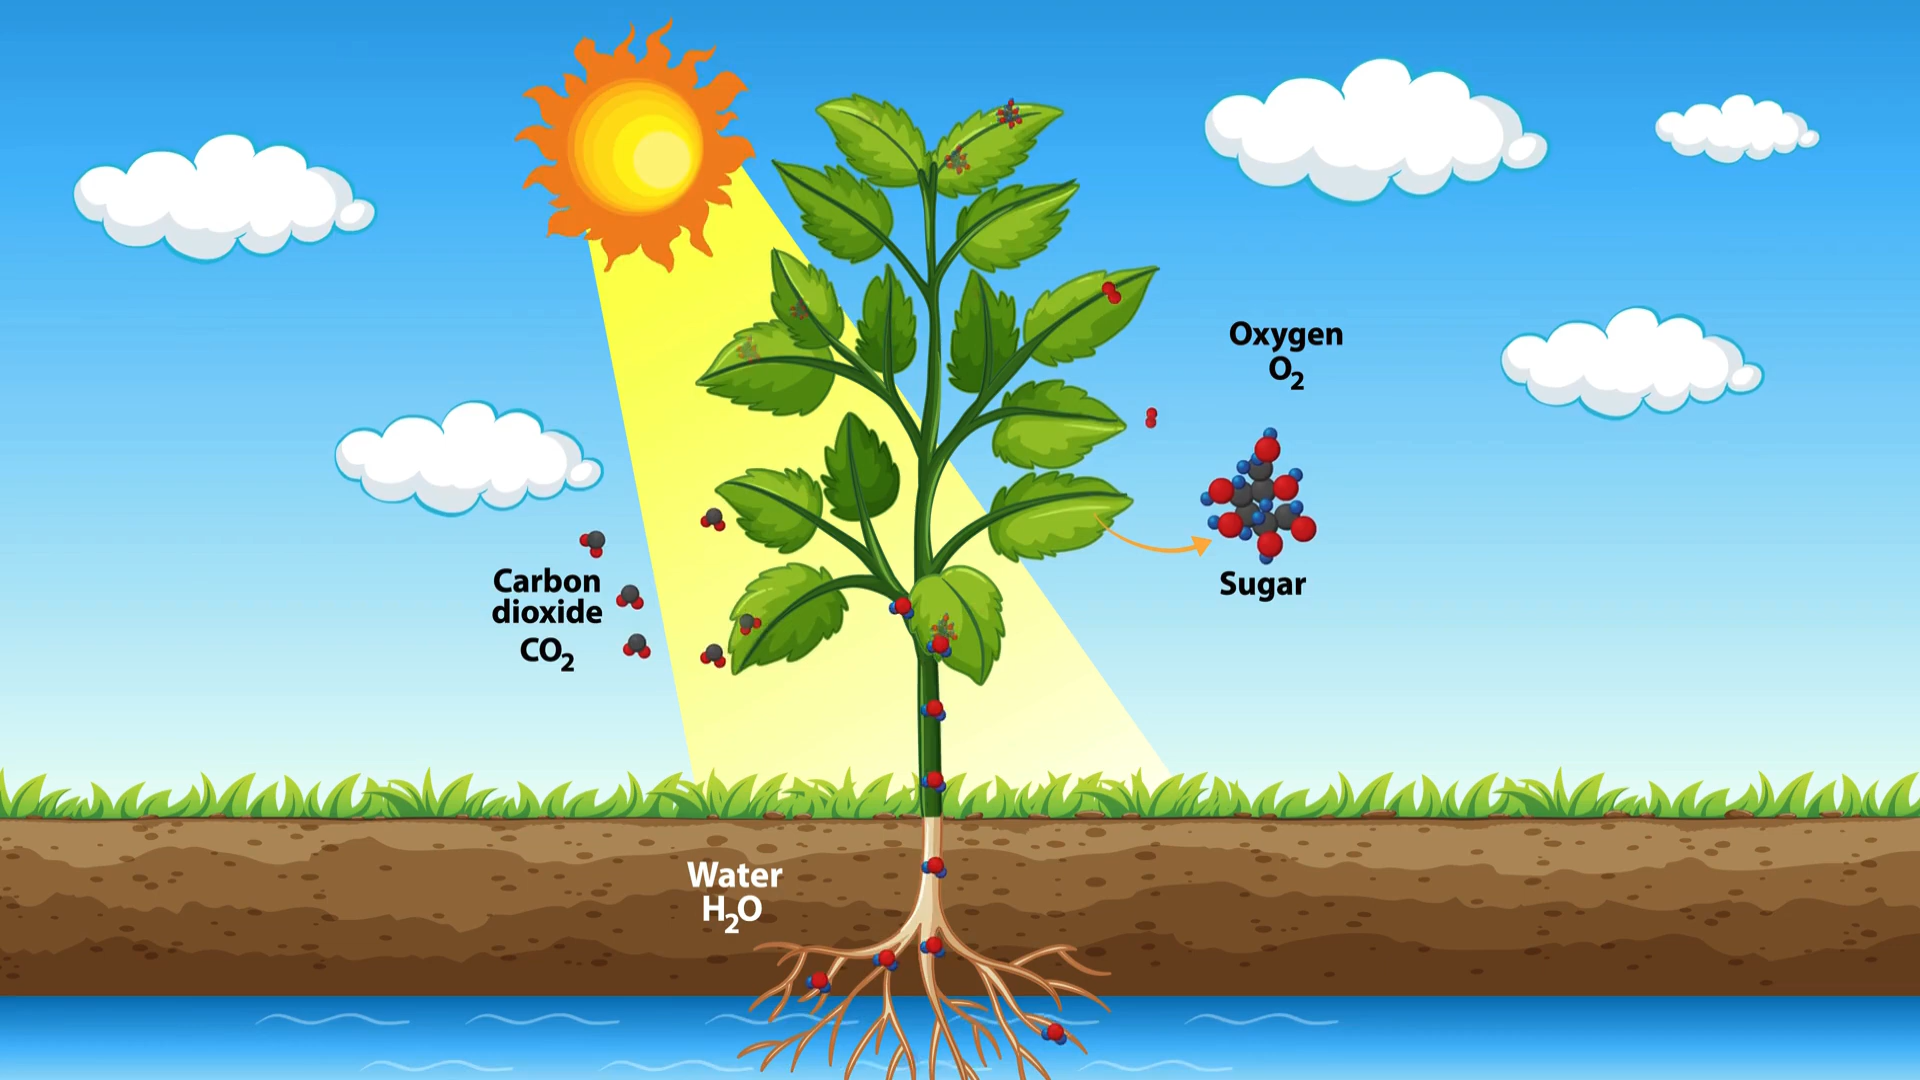 Oxygen
O₂
Carbon
dioxide
CO₂
Sugar
Water
H₂O